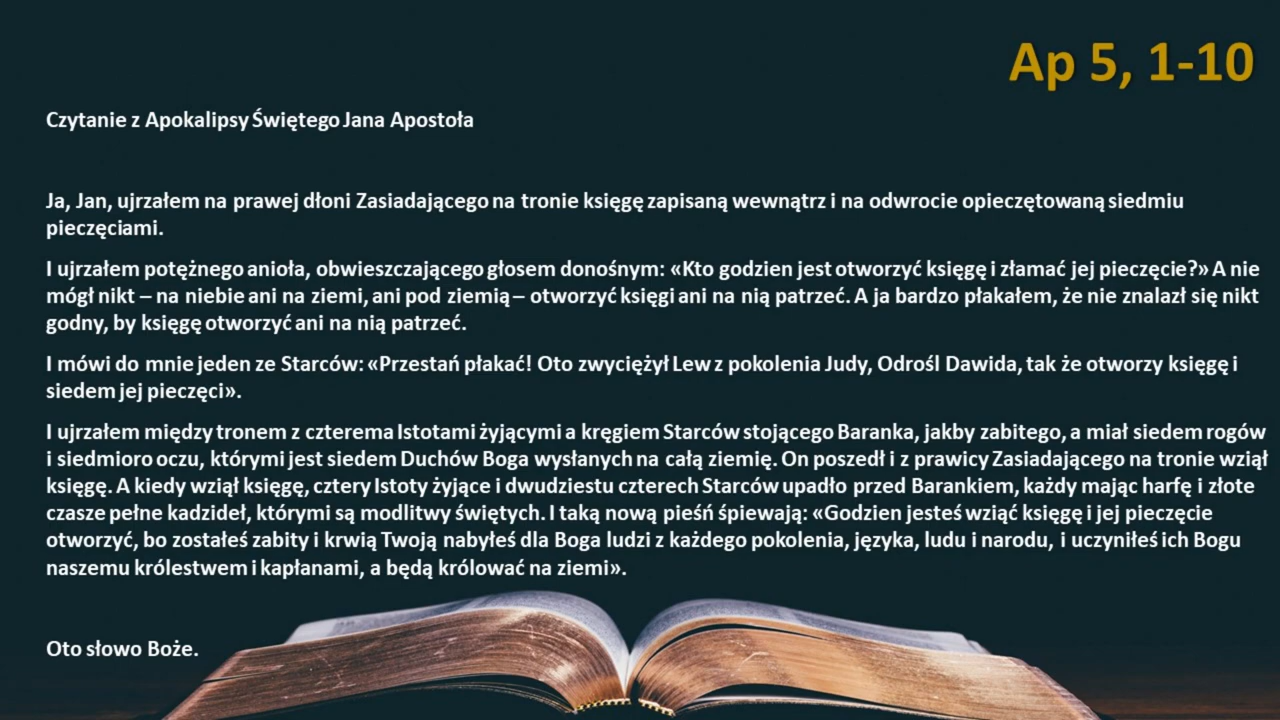 Ap 5, 1-10
Czytanie z Apokalipsy Świętego Jana Apostoła
Ja, Jan, ujrzałem na prawej dłoni Zasiadającego na tronie księgę zapisaną wewnątrz i na odwrocie opieczętowaną siedmiu
pieczęciami.
I ujrzałem potężnego anioła, obwieszczającego głosem donośnym: «Kto godzien jest otworzyć księgę i złamać jej pieczęcie?» A nie
mógł nikt – na niebie ani na ziemi, ani pod ziemią – otworzyć księgi ani na nią patrzeć. A ja bardzo płakałem, że nie znalazł się nikt
godny, by księgę otworzyć ani na nią patrzeć.
I mówi do mnie jeden ze Starców: «Przestań płakać! Oto zwyciężył Lew z pokolenia Judy, Odrośl Dawida, tak że otworzy księgę i
siedem jej pieczęci».
I ujrzałem między tronem z czterema Istotami żyjącymi a kręgiem Starców stojącego Baranka, jakby zabitego, a miał siedem rogów
i siedmioro oczu, którymi jest siedem Duchów Boga wysłanych na całą ziemię. On poszedł i z prawicy Zasiadającego na tronie wziął
księgę. A kiedy wziął księgę, cztery Istoty żyjące i dwudziestu czterech Starców upadło przed Barankiem, każdy mając harfę i złote
czasze pełne kadzideł, którymi są modlitwy świętych. I taką nową pieśń śpiewają: «Godzien jesteś wziąć księgę i jej pieczęcie
otworzyć, bo zostałeś zabity i krwią Twoją nabyłeś dla Boga ludzi z każdego pokolenia, języka, ludu i narodu, i uczyniłeś ich Bogu
naszemu królestwem i kapłanami, a będą królować na ziemi».
Oto słowo Boże.